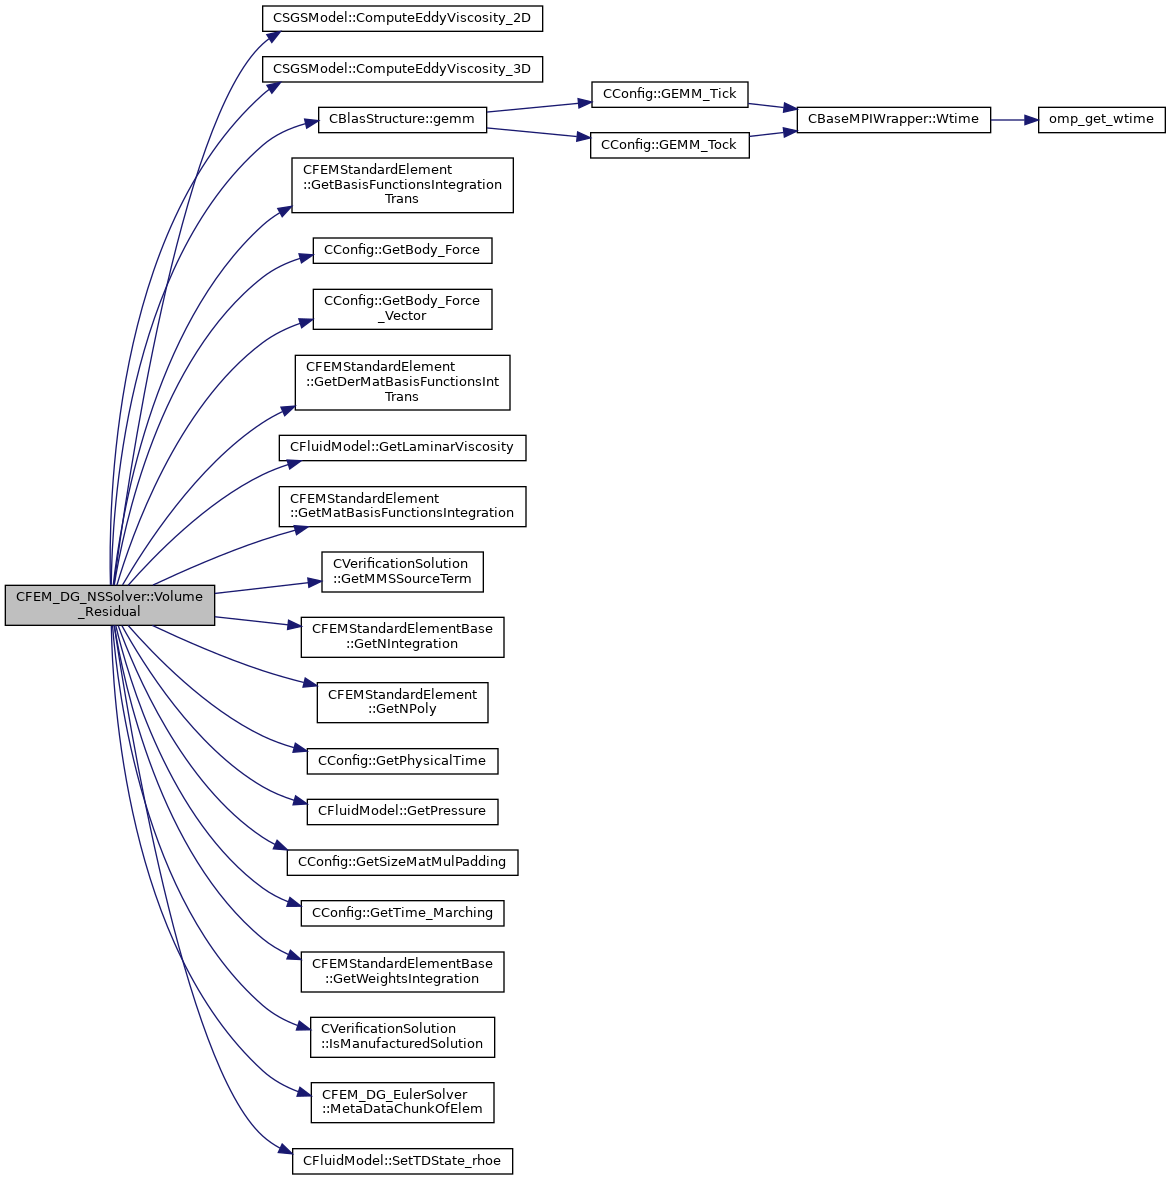 CSGSModel::ComputeEddyViscosity_2D
CSGSModel::ComputeEddyViscosity_3D
CBlasStructure::gemm
CConfig::GEMM_Tick
CConfig::GEMM_Tock
CBaseMPIWrapper::Wtime
omp_get_wtime
CFEMStandardElement
::GetBasisFunctionsIntegration
Trans
CConfig::GetBody_Force
CConfig::GetBody_Force
_Vector
CFEMStandardElement
::GetDerMatBasisFunctionsInt
Trans
CFluidModel::GetLaminarViscosity
CFEMStandardElement
::GetMatBasisFunctionsIntegration
CVerificationSolution
::GetMMSSourceTerm
CFEM_DG_NSSolver::Volume
_Residual
CFEMStandardElementBase
::GetNIntegration
CFEMStandardElement
::GetNPoly
CConfig::GetPhysicalTime
CFluidModel::GetPressure
CConfig::GetSizeMatMulPadding
CConfig::GetTime_Marching
CFEMStandardElementBase
::GetWeightsIntegration
CVerificationSolution
::IsManufacturedSolution
CFEM_DG_EulerSolver
::MetaDataChunkOfElem
CFluidModel::SetTDState_rhoe